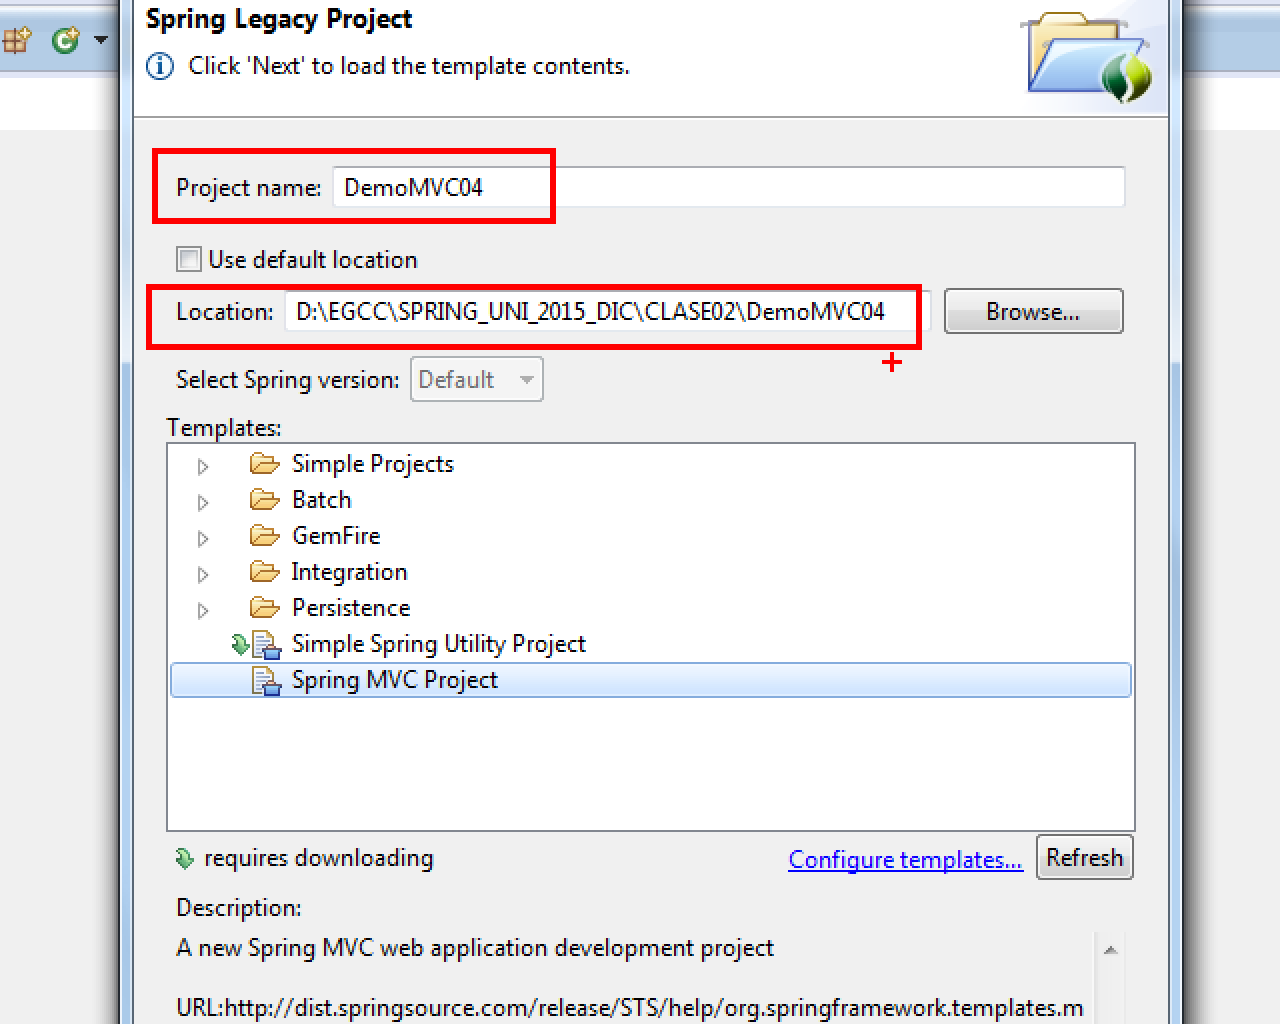 Spring Legacy Project
Click 'Next' to load the template contents.
Project name: DemoMVC04
Use default location
Location: D:\EGCC\SPRING_UNI_2015_DIC\CLASE02\DemoMVC04 Browse...
Select Spring version: Default
Templates:
Simple Projects
Batch
GemFire
Integration
Persistence
Simple Spring Utility Project
Spring MVC Project
requires downloading Configure templates... Refresh
Description:
A new Spring MVC web application development project
URL:http://dist.springsource.com/release/STS/help/org.springframework.templates.m